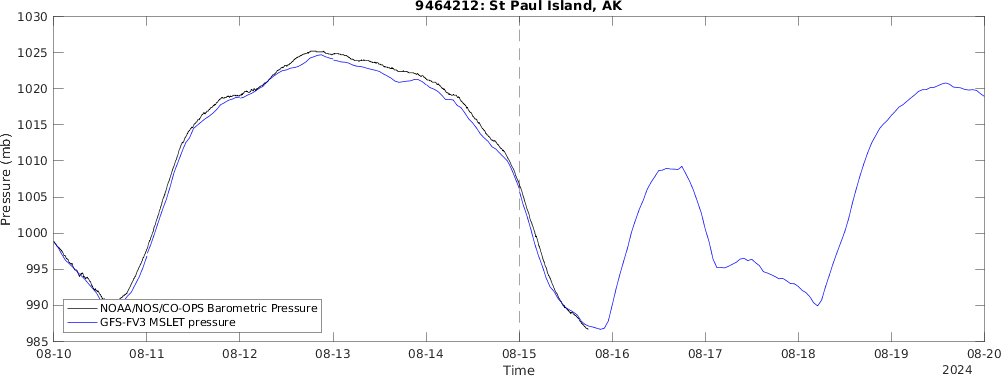 9464212: St Paul Island, AK
1030
1025
1020
1015
1010
1005
1000
995
990
985
Pressure (mb)
NOAA/NOS/CO-OPS Barometric Pressure
GFS-FV3 MSLET pressure
08-10 08-11 08-12 08-13 08-14 08-15 08-16 08-17 08-18 08-19 08-20
Time
2024